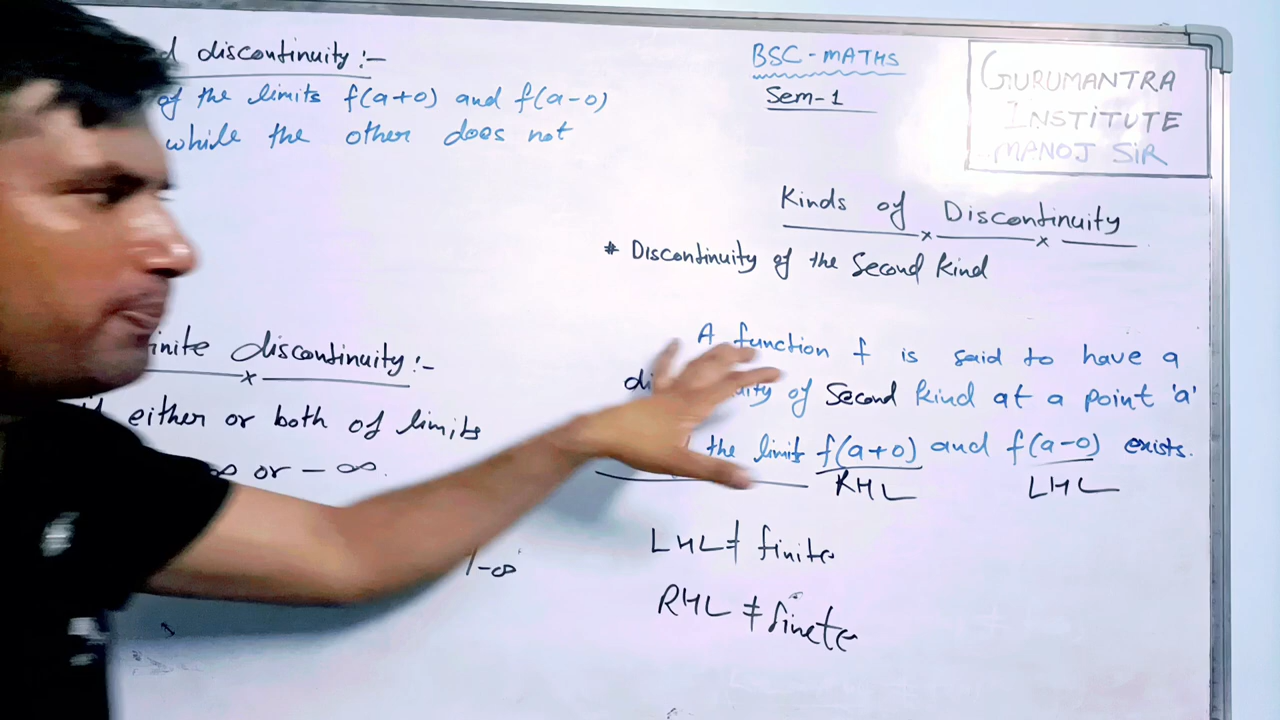 discontinuity :-
of the limits f(a+0) and f(a-0)
while the other does not
inite discontinuity :-
either or both of limits
∞ or - ∞.
/-∞
BSC-MATHS
Sem-1
GURUMANTRA
INSTITUTE
MANOJ SIR
Kinds of Discontinuity
* Discontinuity of the Second Kind
A function f is said to have a
di uity of Second kind at a point 'a'
the limits f(a+0) and f(a-0) exists.
RHL LHL
LHL ≠ finite
RHL ≠ finete